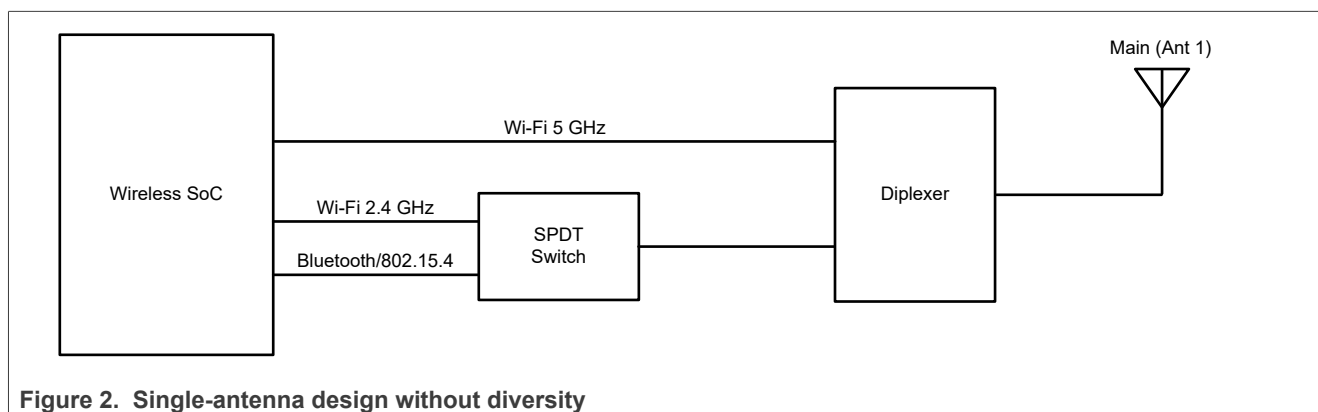 Main (Ant 1)
Wi-Fi 5 GHz
Wireless SoC
Diplexer
Wi-Fi 2.4 GHz
SPDT
Switch
Bluetooth/802.15.4
Figure 2. Single-antenna design without diversity